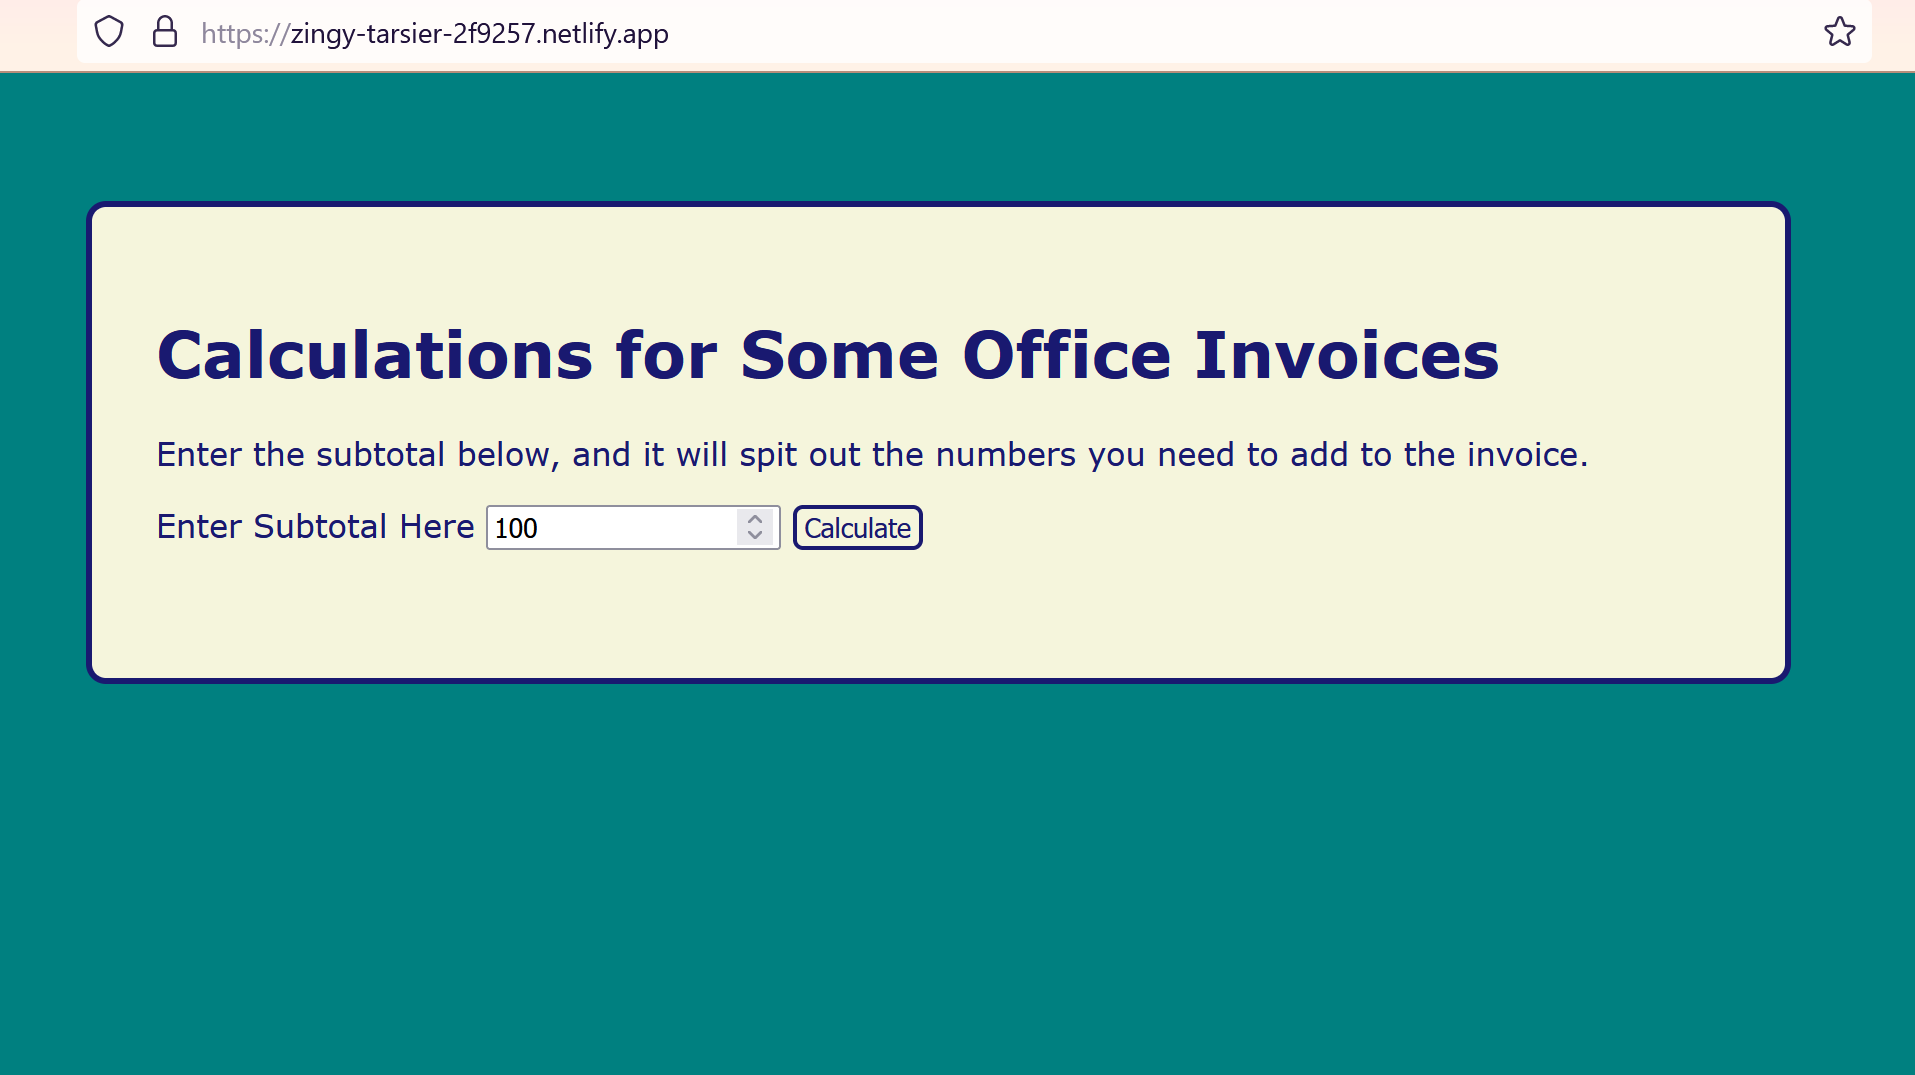 https://zingy-tarsier-2f9257.netlify.app
Calculations for Some Office Invoices
Enter the subtotal below, and it will spit out the numbers you need to add to the invoice.
Enter Subtotal Here 100 Calculate